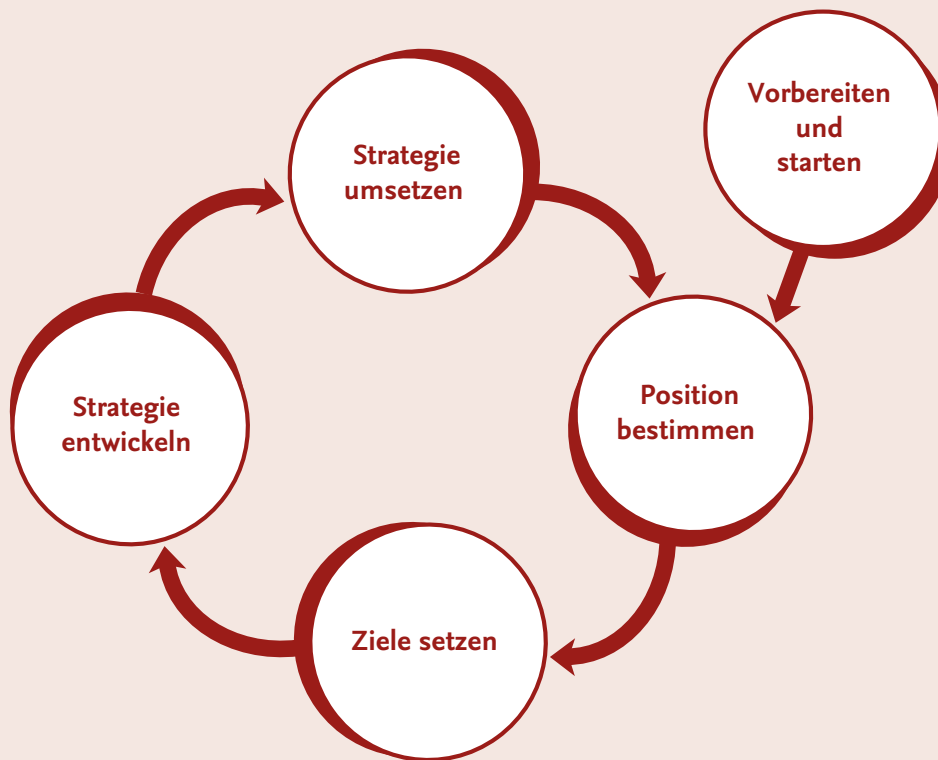 Vorbereiten
und
starten
Strategie
umsetzen
Position
bestimmen
Strategie
entwickeln
Ziele setzen